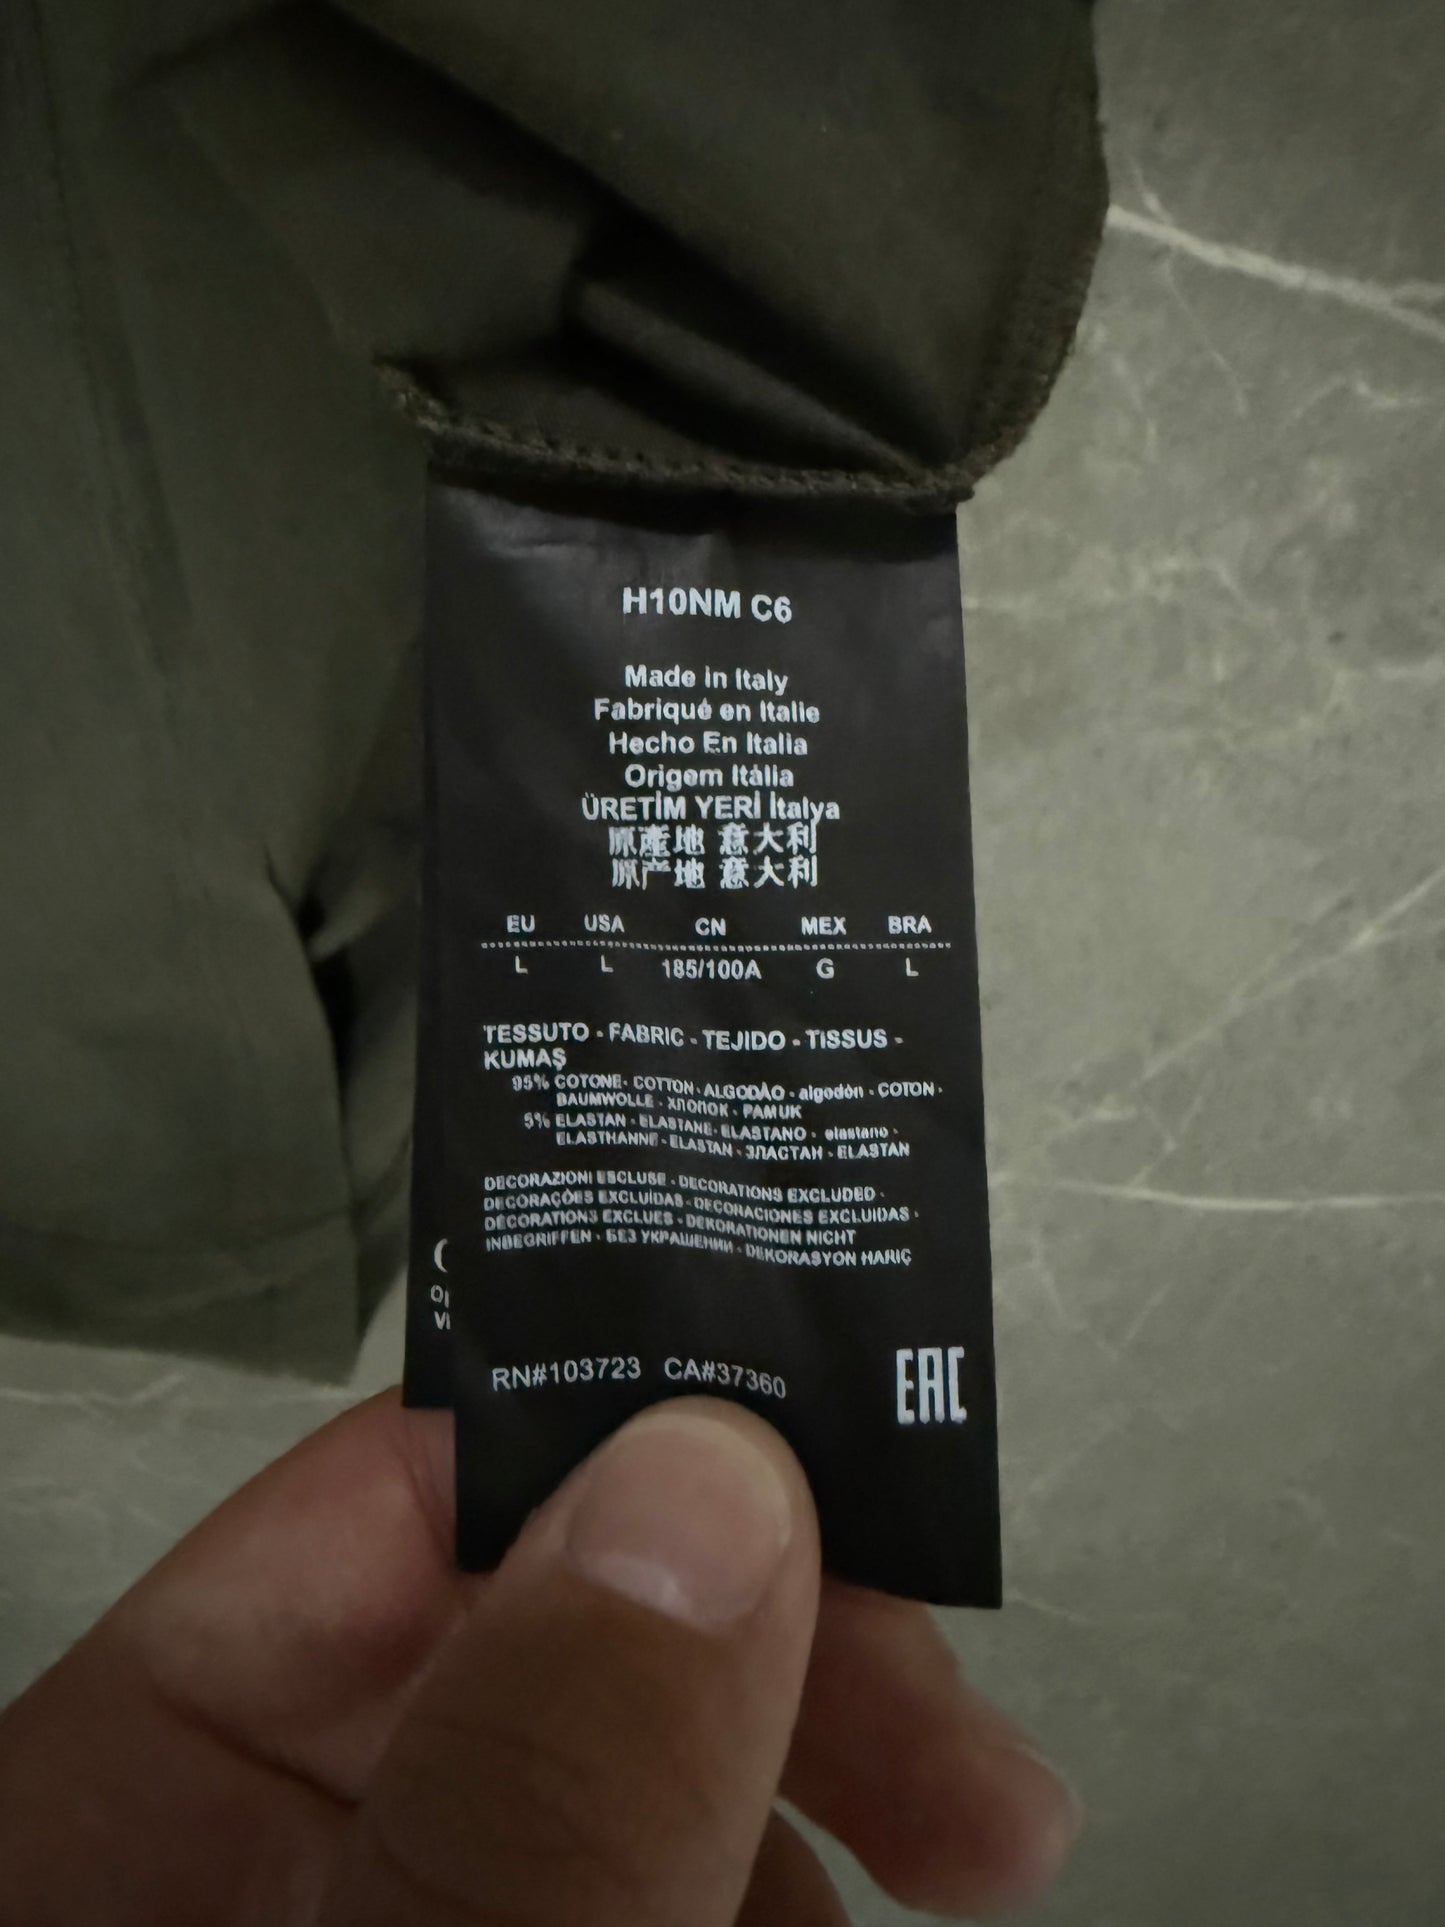 H10NM C6
Made in Italy
Fabriqué en Italie
Hecho En Italia
Origem Itália
ÜRETİM YERİ İtalya
原產地 意大利
原产地 意大利
EU USA CN MEX BRA
L L 185/100A G L
TESSUTO - FABRIC - TEJIDO - TISSUS -
KUMAŞ
95% COTONE - COTTON - ALGODÃO - algodòn - COTON -
BAUMWOLLE - ХЛОПОК - PAMUK
5% ELASTAN - ELASTANE - ELASTANO - elastano -
ELASTHANNE - ELASTAN - ЭЛАСТАН - ELASTAN
DECORAZIONI ESCLUSE - DECORATIONS EXCLUDED -
DECORAÇÕES EXCLUÍDAS - DECORACIONES EXCLUIDAS -
DÉCORATIONS EXCLUES - DEKORATIONEN NICHT
INBEGRIFFEN - БЕЗ УКРАШЕНИИ - DEKORASYON HARIÇ
RN#103723 CA#37360
EAC